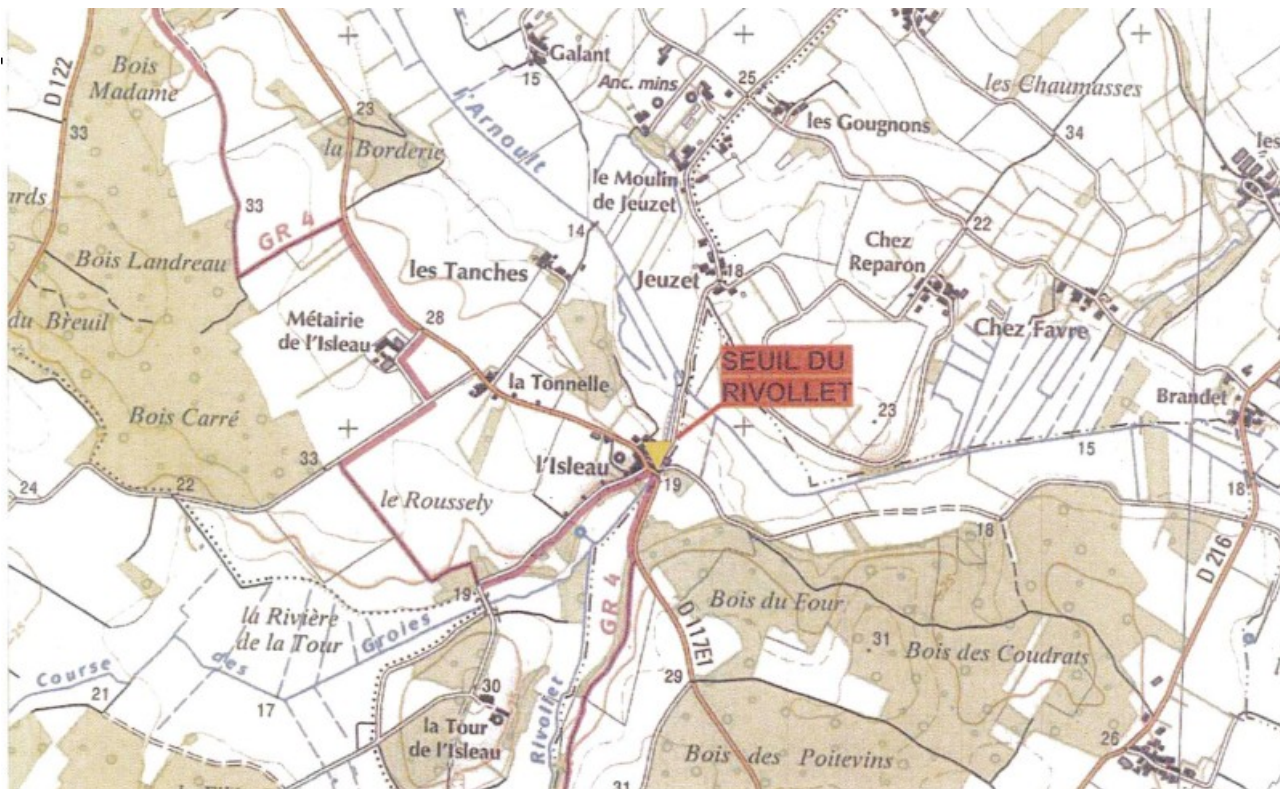 D 122
Bois
Madame
33
23
la Borderie
Galant
15
l'Arnoult
Anc. mins
25
les Gougnons
les Chaumasses
34
les
ards
33
GR 4
le Moulin
de Jeuzet
14
22
Chez
Reparon
Bois Landreau
les Tanches
Jeuzet
18
du Breuil
Métairie
de l'Isleau
28
Chez Favre
SEUIL DU
RIVOLLET
la Tonnelle
23
Brandet
Bois Carré
33
l'Isleau
15
24
22
le Roussely
19
18
18
D 216
19
la Rivière
de la Tour
GR 4
D 117E1
Bois du Four
31
Bois des Coudrats
Course des Groies
21
17
30
29
la Tour
de l'Isleau
Rivollet
Bois des Poitevins
26
31